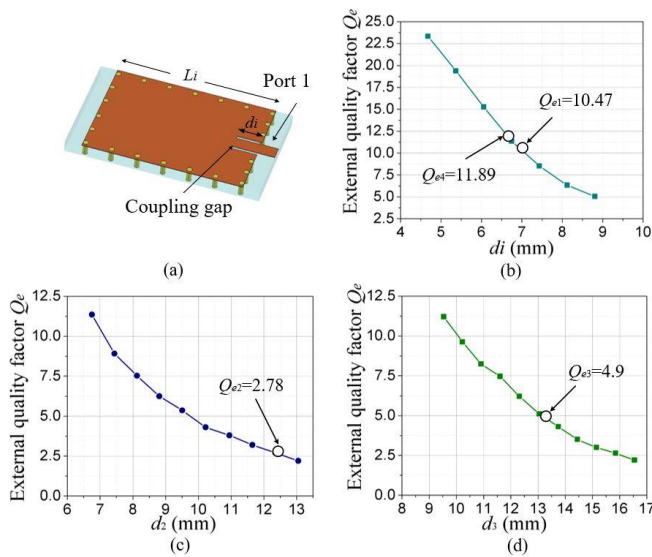 (a)
Li
Port 1
di
Coupling gap
External quality factor Qe
25.0
22.5
20.0
17.5
15.0
12.5
10.0
7.5
5.0
2.5
Qe1=10.47
Qe4=11.89
4 5 6 7 8 9 10
di (mm)
(a)
(b)
External quality factor Qe
12.5
10.0
7.5
5.0
2.5
0.0
Qe2=2.78
6 7 8 9 10 11 12 13
d2 (mm)
(c)
External quality factor Qe
12.5
10.0
7.5
5.0
2.5
0.0
Qe3=4.9
8 9 10 11 12 13 14 15 16 17
d3 (mm)
(d)